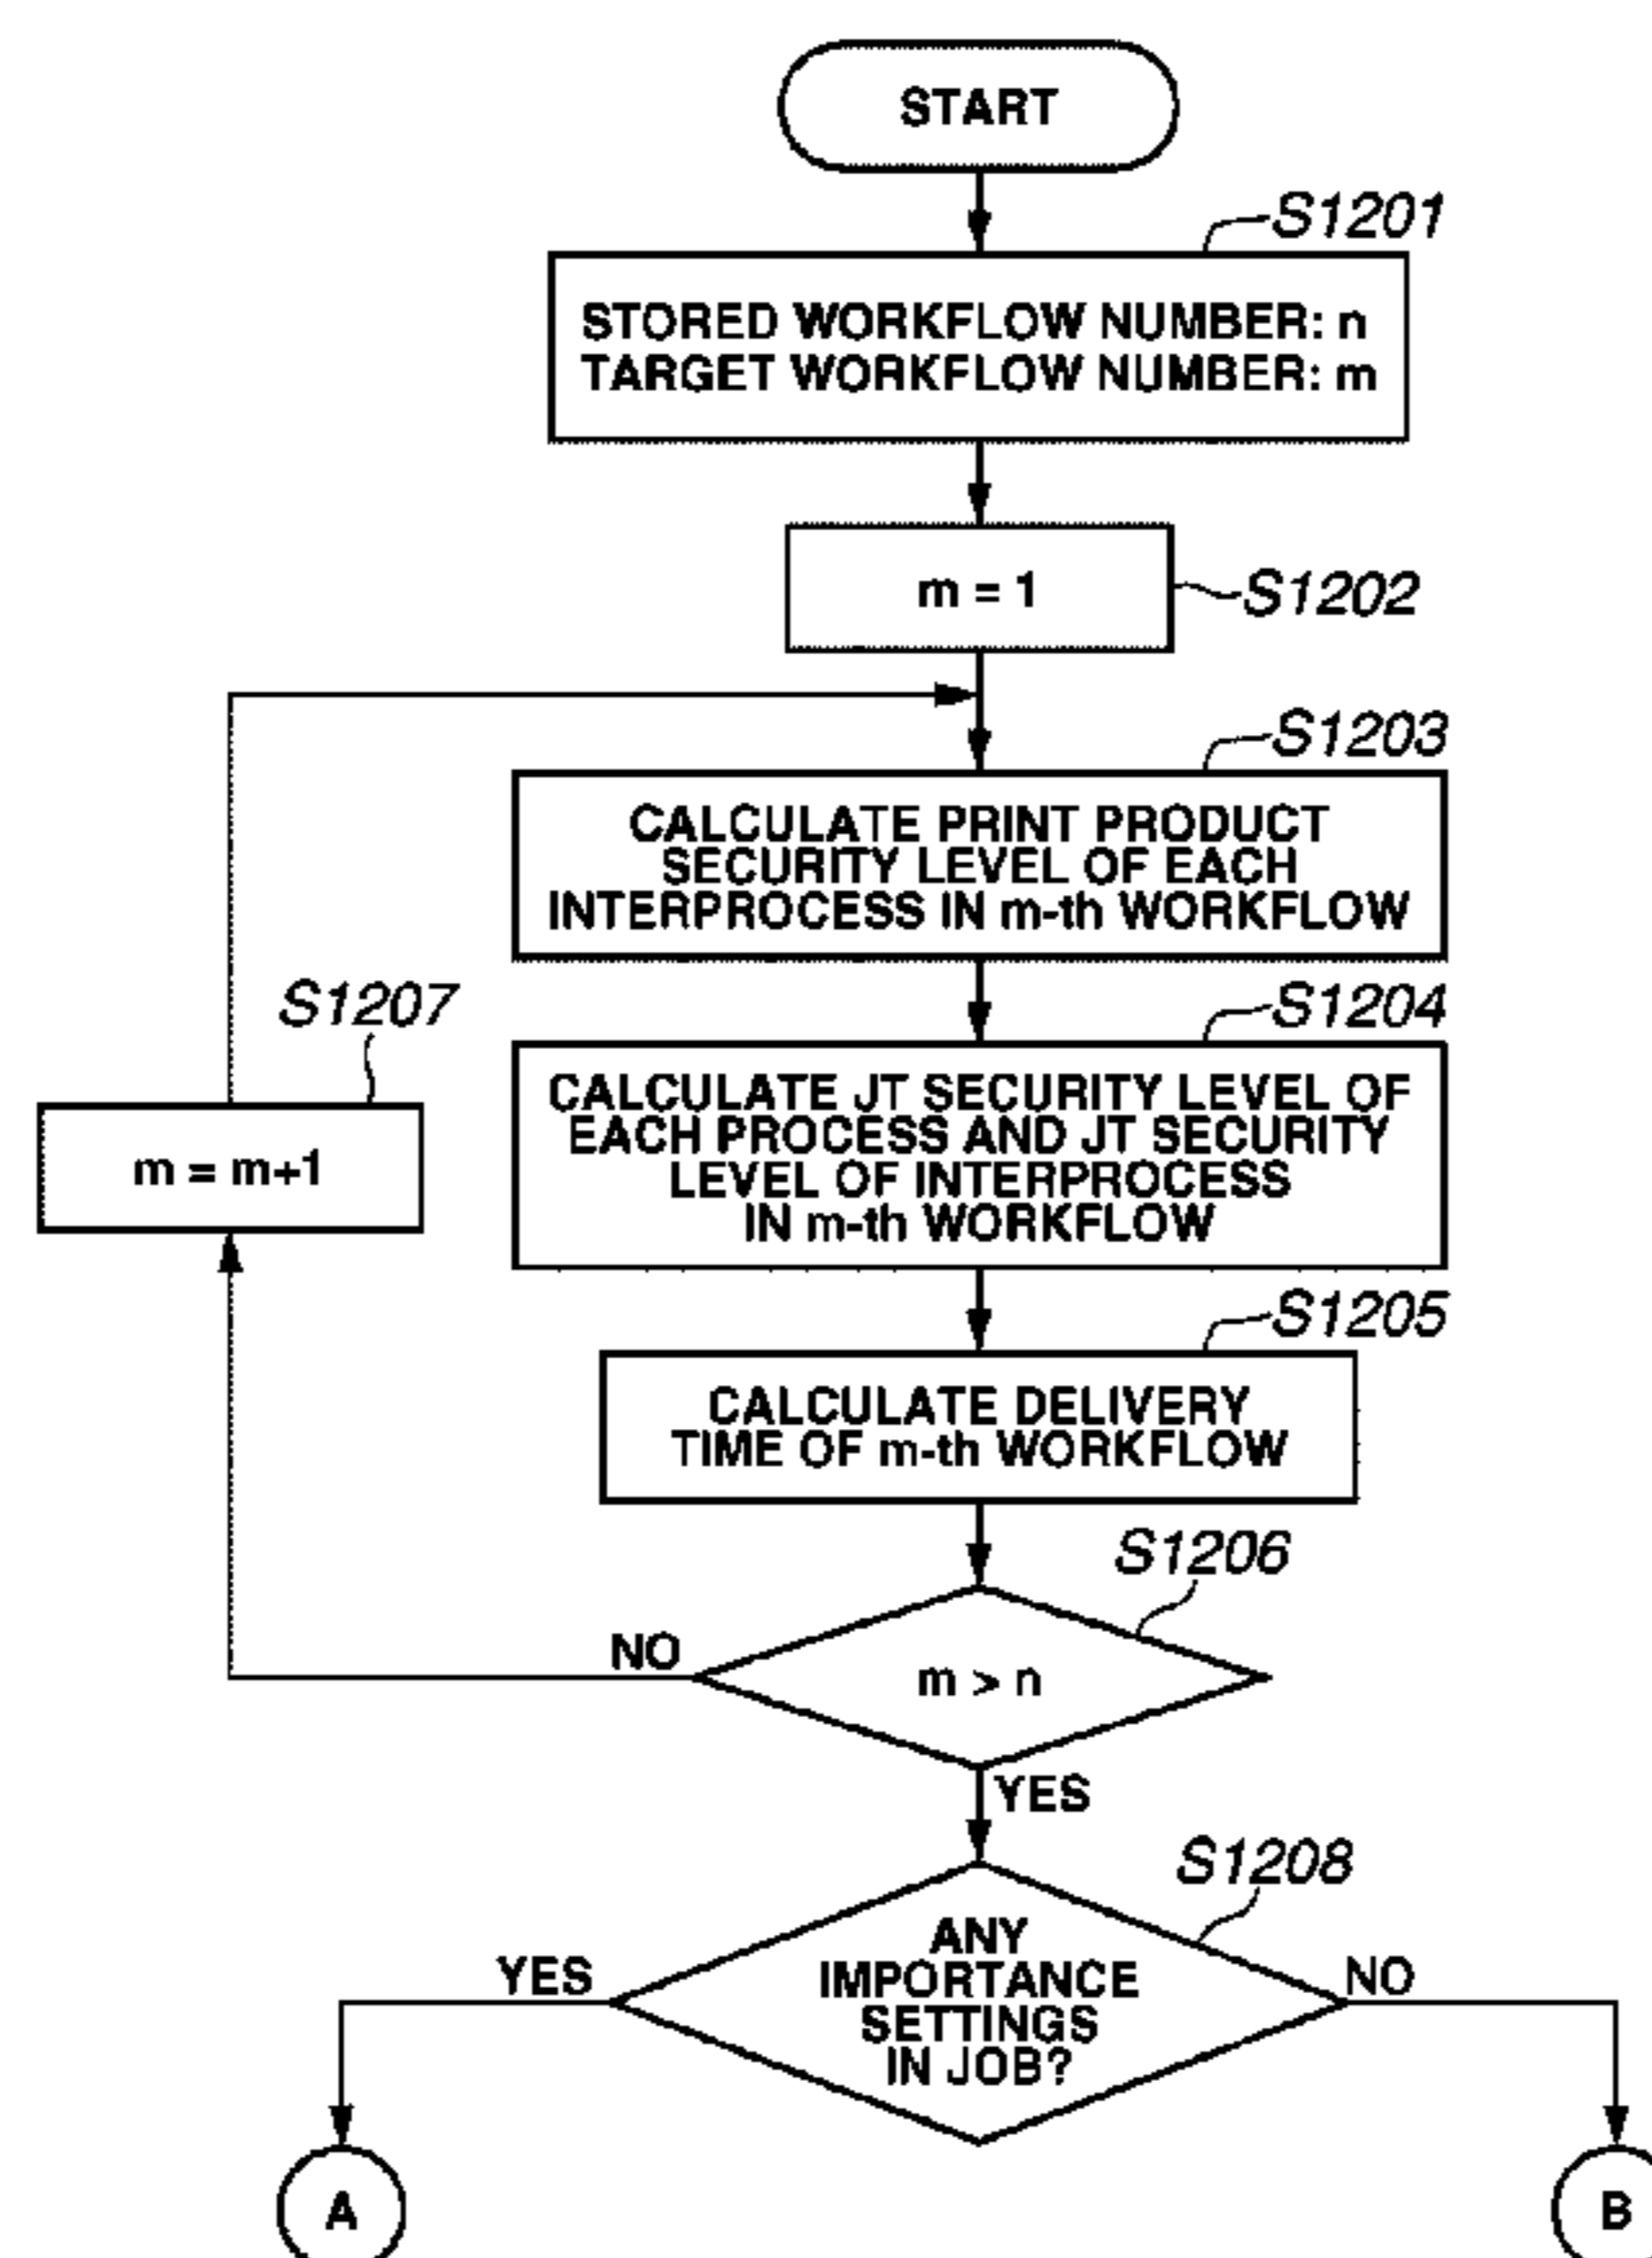 START
S1201
STORED WORKFLOW NUMBER: n
TARGET WORKFLOW NUMBER: m
m = 1
S1202
S1203
CALCULATE PRINT PRODUCT
SECURITY LEVEL OF EACH
INTERPROCESS IN m-th WORKFLOW
S1204
CALCULATE JT SECURITY LEVEL OF
EACH PROCESS AND JT SECURITY
LEVEL OF INTERPROCESS
IN m-th WORKFLOW
S1207
m = m+1
S1205
CALCULATE DELIVERY
TIME OF m-th WORKFLOW
S1206
NO
m > n
YES
S1208
YES
ANY
IMPORTANCE
SETTINGS
IN JOB?
NO
A
B